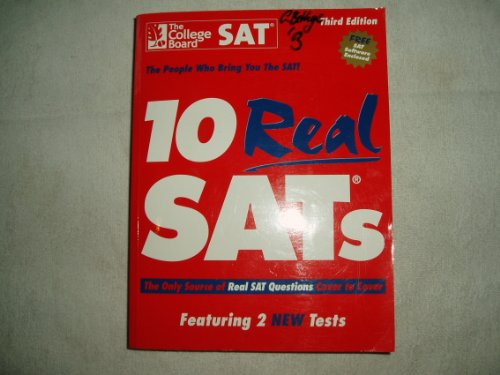 The
College
Board
SAT®
Third Edition
FREE
SAT
Software
Enclosed
The People Who Bring You The SAT!
10 Real
SATs®
The Only Source of Real SAT Questions Cover to Cover
Featuring 2 NEW Tests